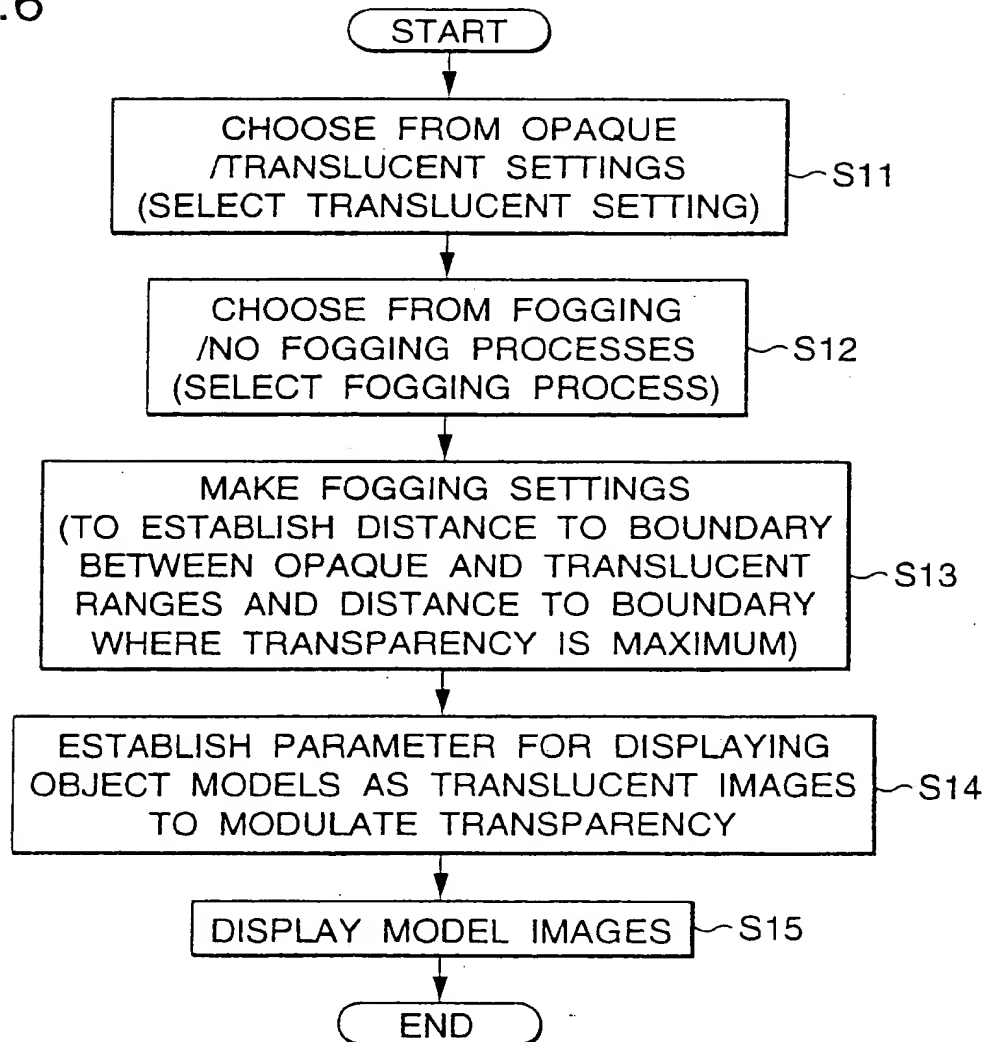 .6
START
CHOOSE FROM OPAQUE
/TRANSLUCENT SETTINGS
(SELECT TRANSLUCENT SETTING)
S11
CHOOSE FROM FOGGING
/NO FOGGING PROCESSES
(SELECT FOGGING PROCESS)
S12
MAKE FOGGING SETTINGS
(TO ESTABLISH DISTANCE TO BOUNDARY
BETWEEN OPAQUE AND TRANSLUCENT
RANGES AND DISTANCE TO BOUNDARY
WHERE TRANSPARENCY IS MAXIMUM)
S13
ESTABLISH PARAMETER FOR DISPLAYING
OBJECT MODELS AS TRANSLUCENT IMAGES
TO MODULATE TRANSPARENCY
S14
DISPLAY MODEL IMAGES
S15
END